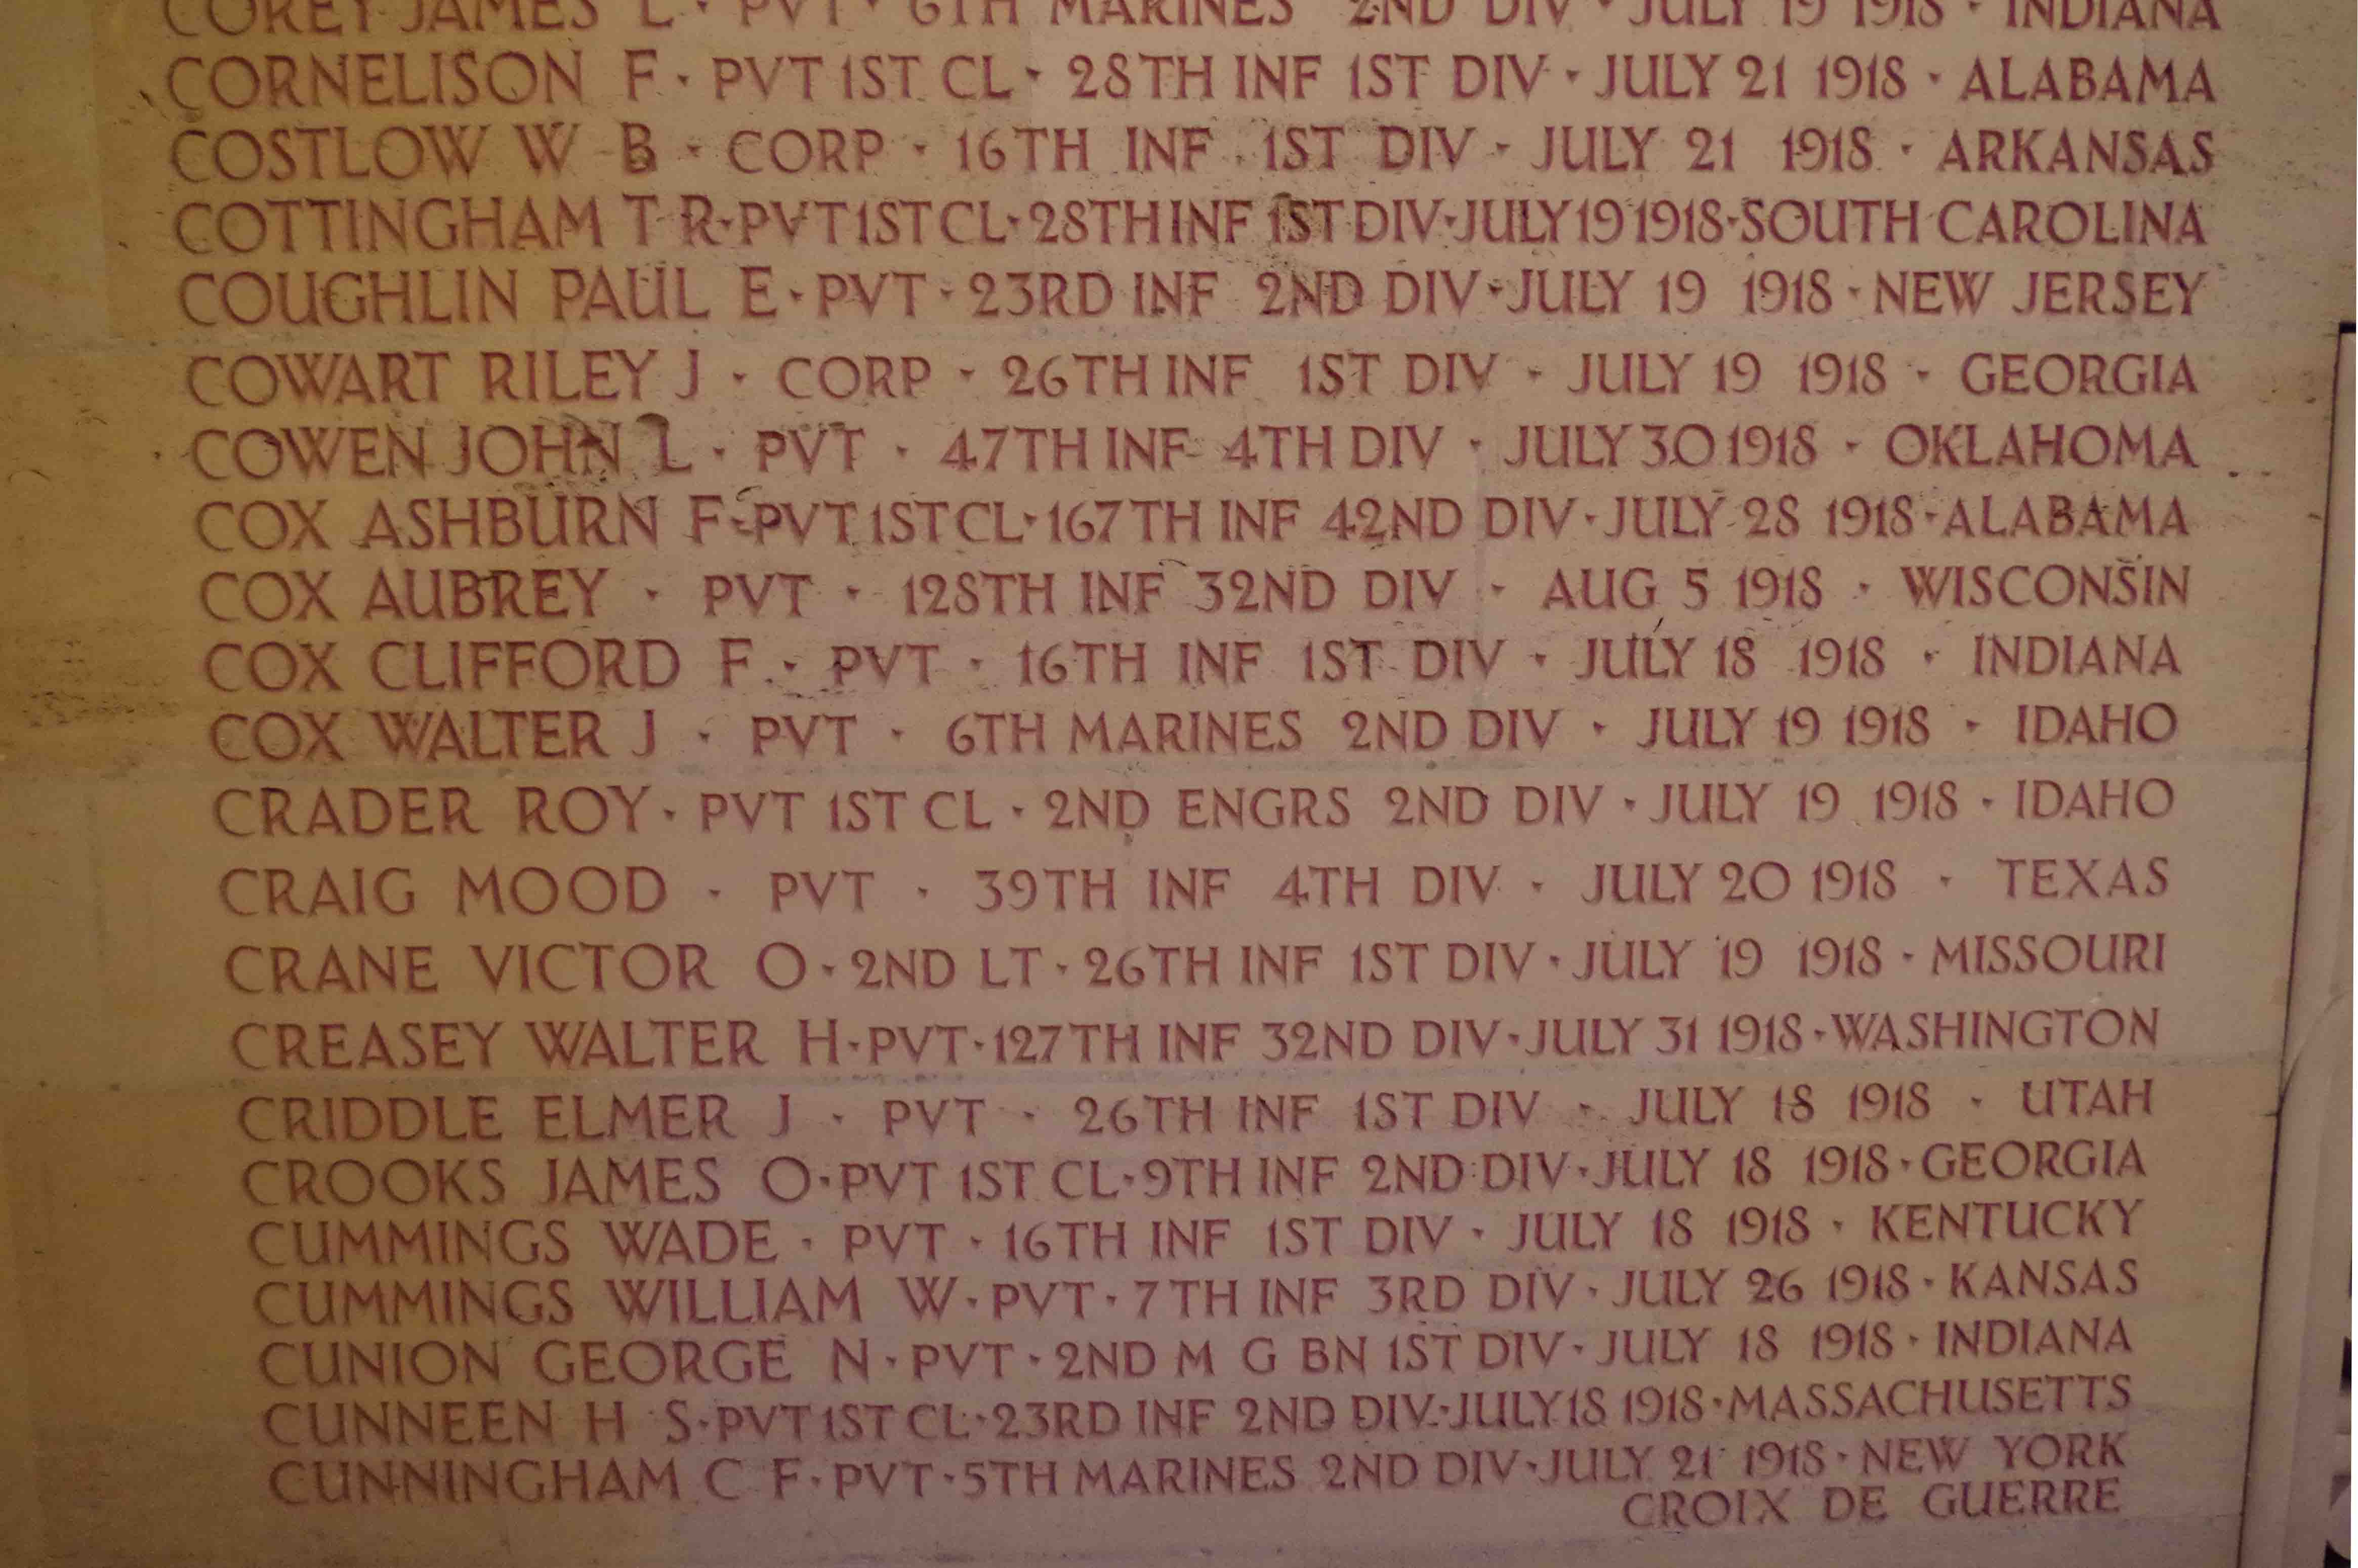 COREY JAMES L · PVT · 6TH MARINES 2ND DIV · JULY 19 1918 · INDIANA
CORNELISON F · PVT 1ST CL · 28TH INF 1ST DIV · JULY 21 1918 · ALABAMA
COSTLOW W B · CORP · 16TH INF 1ST DIV · JULY 21 1918 · ARKANSAS
COTTINGHAM T R · PVT 1ST CL · 28TH INF 1ST DIV · JULY 19 1918 · SOUTH CAROLINA
COUGHLIN PAUL E · PVT · 23RD INF 2ND DIV · JULY 19 1918 · NEW JERSEY
COWART RILEY J · CORP · 26TH INF 1ST DIV · JULY 19 1918 · GEORGIA
COWEN JOHN L · PVT · 47TH INF 4TH DIV · JULY 30 1918 · OKLAHOMA
COX ASHBURN F · PVT 1ST CL · 167TH INF 42ND DIV · JULY 28 1918 · ALABAMA
COX AUBREY · PVT · 128TH INF 32ND DIV · AUG 5 1918 · WISCONSIN
COX CLIFFORD F · PVT · 16TH INF 1ST DIV · JULY 18 1918 · INDIANA
COX WALTER J · PVT · 6TH MARINES 2ND DIV · JULY 19 1918 · IDAHO
CRADER ROY · PVT 1ST CL · 2ND ENGRS 2ND DIV · JULY 19 1918 · IDAHO
CRAIG MOOD · PVT · 39TH INF 4TH DIV · JULY 20 1918 · TEXAS
CRANE VICTOR O · 2ND LT · 26TH INF 1ST DIV · JULY 19 1918 · MISSOURI
CREASEY WALTER H · PVT · 127TH INF 32ND DIV · JULY 31 1918 · WASHINGTON
CRIDDLE ELMER J · PVT · 26TH INF 1ST DIV · JULY 18 1918 · UTAH
CROOKS JAMES O · PVT 1ST CL · 9TH INF 2ND DIV · JULY 18 1918 · GEORGIA
CUMMINGS WADE · PVT · 16TH INF 1ST DIV · JULY 18 1918 · KENTUCKY
CUMMINGS WILLIAM W · PVT · 7TH INF 3RD DIV · JULY 26 1918 · KANSAS
CUNION GEORGE N · PVT · 2ND M G BN 1ST DIV · JULY 18 1918 · INDIANA
CUNNEEN H S · PVT 1ST CL · 23RD INF 2ND DIV · JULY 18 1918 · MASSACHUSETTS
CUNNINGHAM C F · PVT · 5TH MARINES 2ND DIV · JULY 21 1918 · NEW YORK
CROIX DE GUERRE